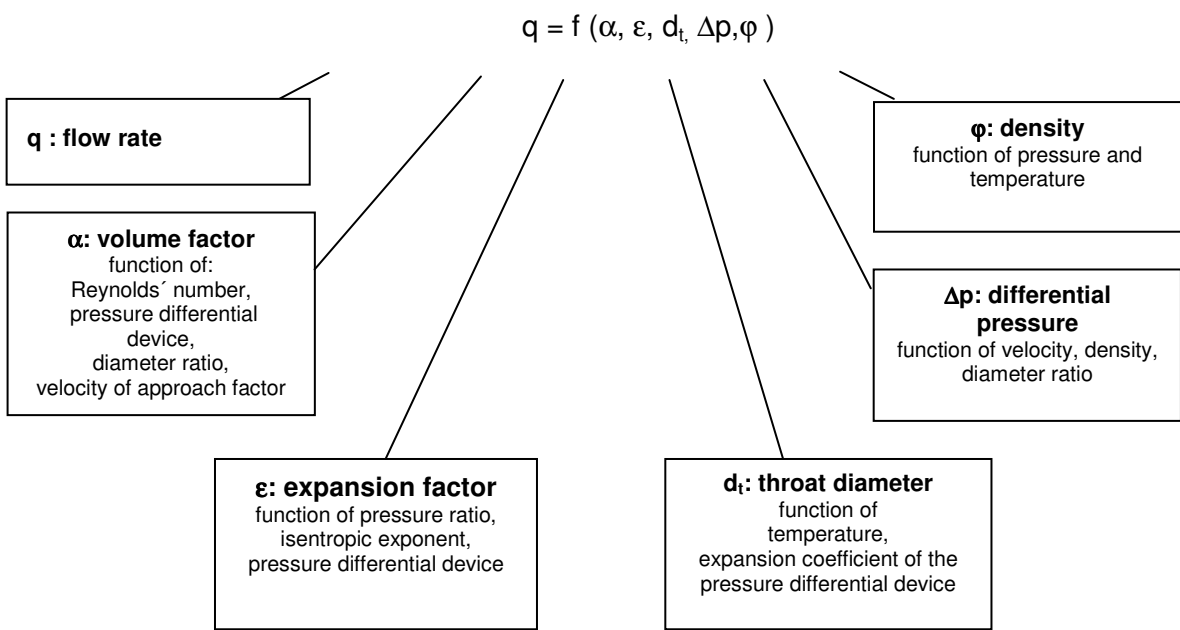 q = f (α, ε, dt, Δp,φ )
q : flow rate
α: volume factor
function of:
Reynolds´ number,
pressure differential
device,
diameter ratio,
velocity of approach factor
ε: expansion factor
function of pressure ratio,
isentropic exponent,
pressure differential device
dt: throat diameter
function of
temperature,
expansion coefficient of the
pressure differential device
φ: density
function of pressure and
temperature
Δp: differential
pressure
function of velocity, density,
diameter ratio